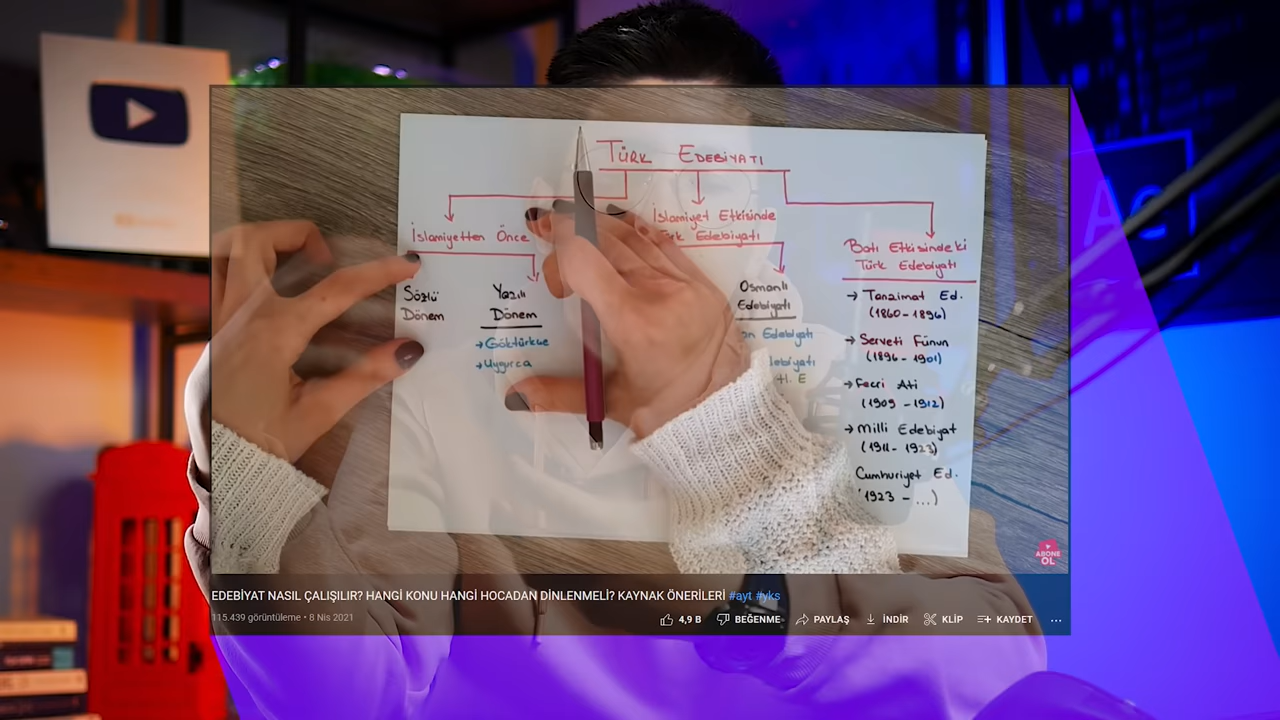 TÜRK EDEBİYATI
İslamiyetten Önce
İslamiyet Etkisinde
Edebiyatı
Batı Etkisindeki
Türk Edebiyatı
Sözlü
Dönem
Yazılı
Dönem
→ Göktürkçe
→ Uygurca
Osmanlı
Edebiyatı
Edebiyatı
H. E
→ Tanzimat Ed.
(1860-1896)
→ Serveti Fünun
(1896-1901)
→ Fecri Ati
(1909-1912)
→ Milli Edebiyat
(1911-1923)
Cumhuriyet Ed.
1923 - ...)
ABONE
OL
EDEBİYAT NASIL ÇALIŞILIR? HANGİ KONU HANGİ HOCADAN DİNLENMELİ? KAYNAK ÖNERİLERİ #ayt #yks
115.439 görüntüleme • 8 Nis 2021
4,9 B BEĞENME PAYLAŞ İNDİR KLİP KAYDET ...